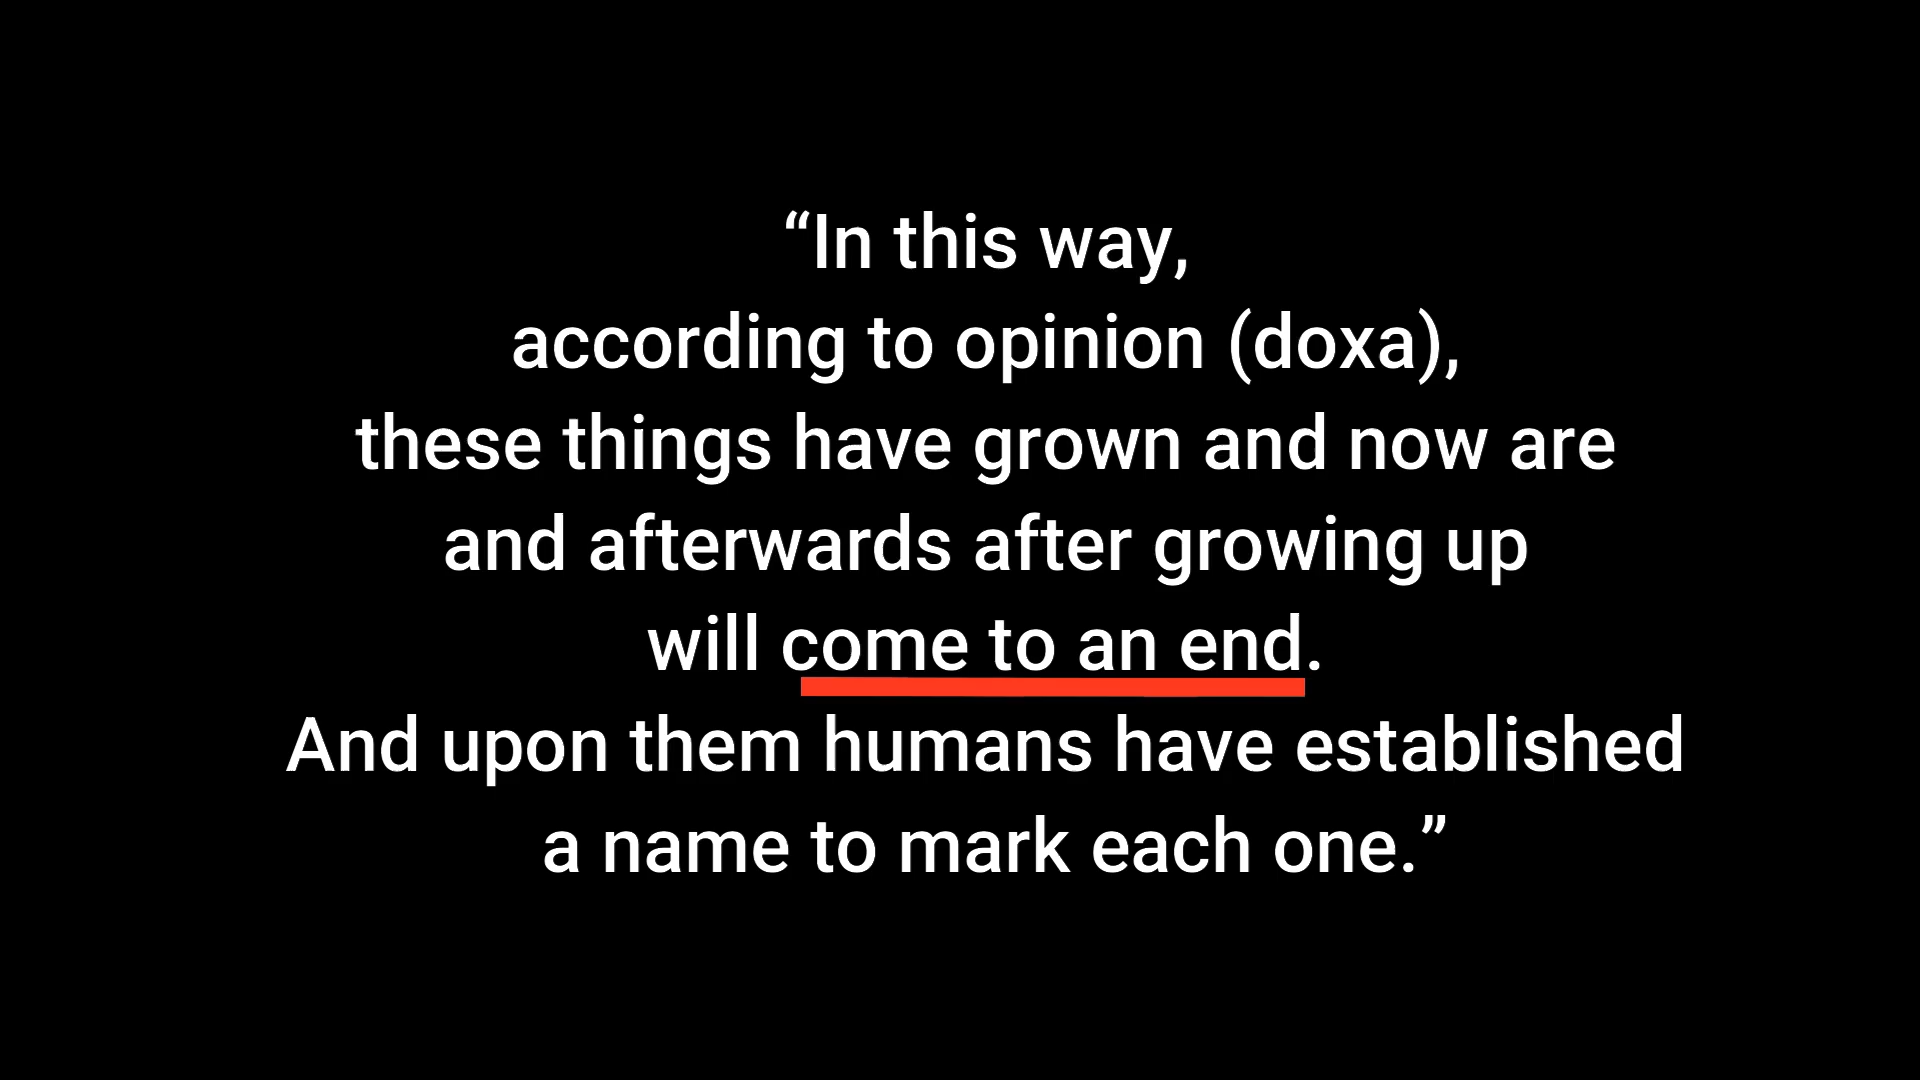 “In this way,
according to opinion (doxa),
these things have grown and now are
and afterwards after growing up
will come to an end.
And upon them humans have established
a name to mark each one.”